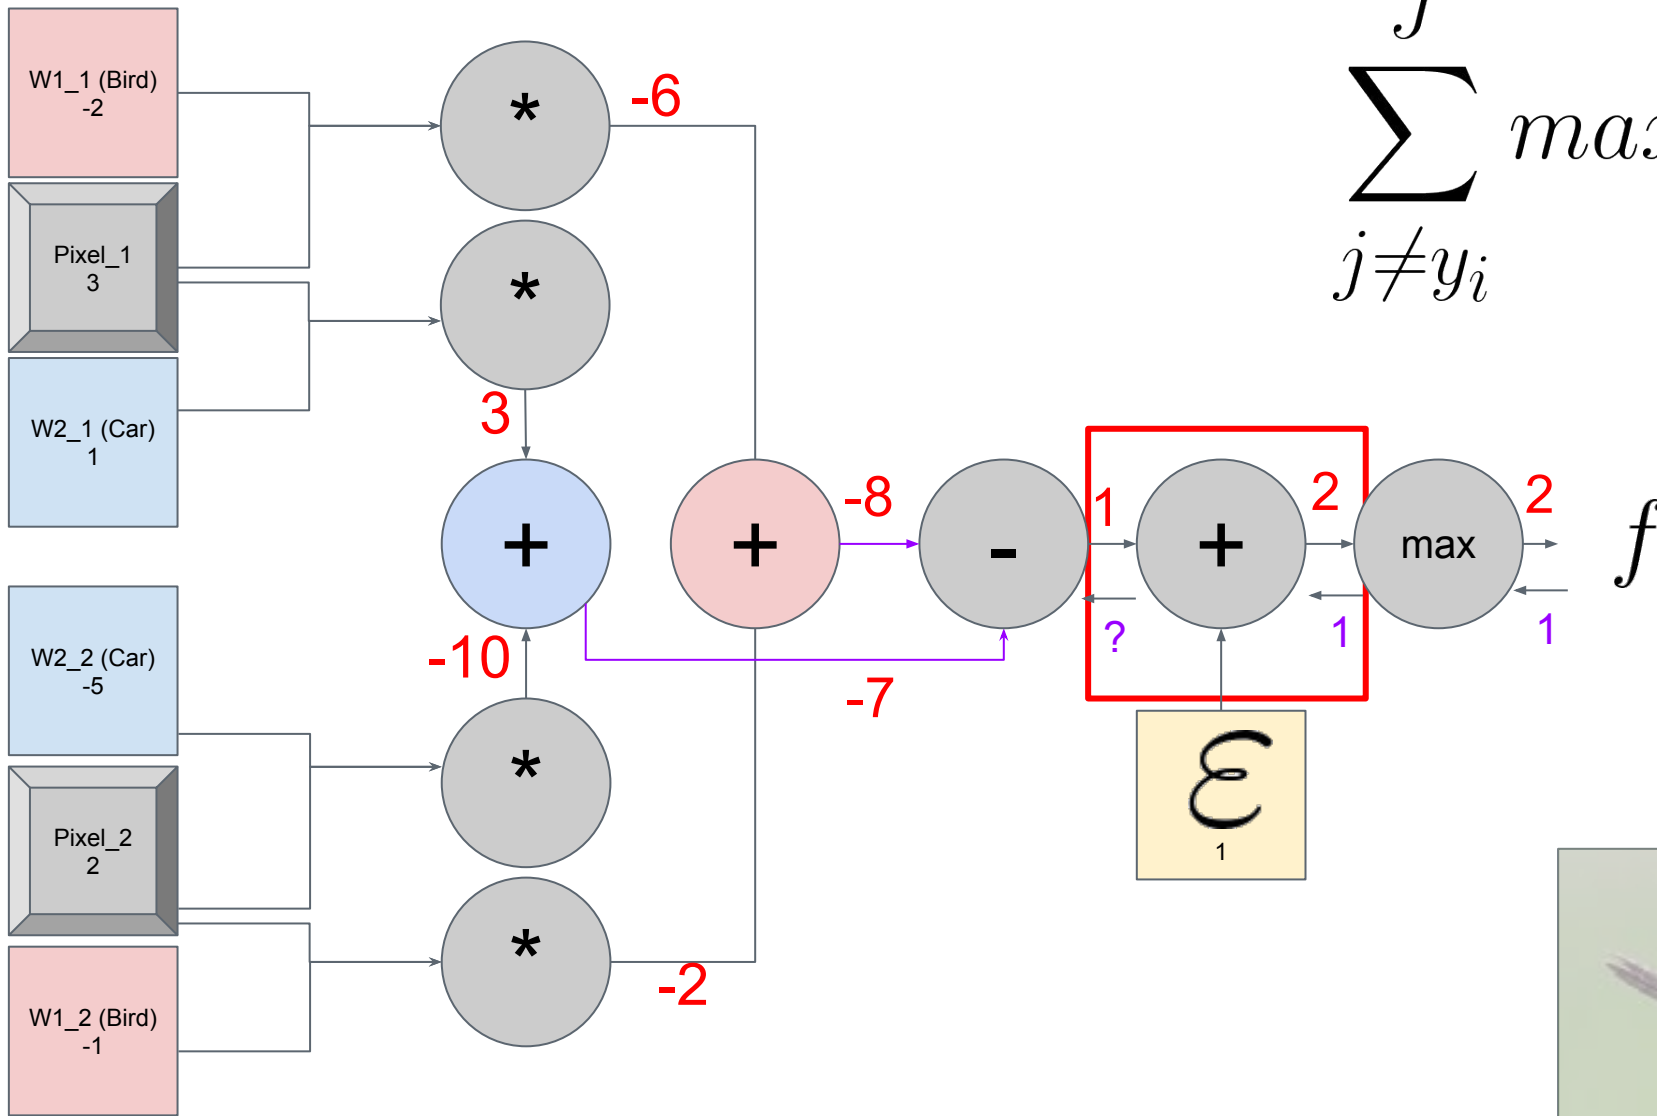 W1_1 (Bird)
-2
*
-6
Pixel_1
3
*
W2_1 (Car)
1
3
+
+
-8
-
1
+
2
max
2
f
?
1
1
-10
-7
W2_2 (Car)
-5
*
Pixel_2
2
ℰ
1
*
-2
W1_2 (Bird)
-1
∑
j≠yᵢ